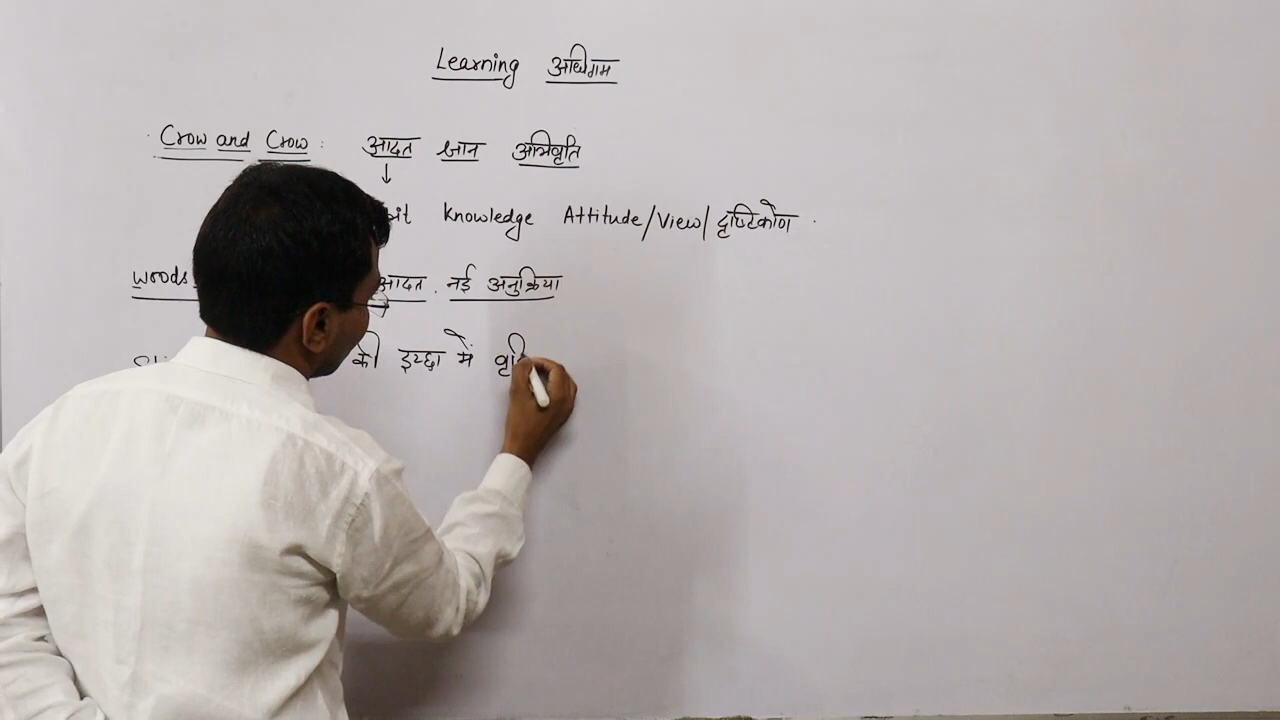 Learning अधिगम
Crow and Crow : आदत ज्ञान अभिवृति
knowledge Attitude/View/दृष्टिकोण .
woods आदत . नई अनुक्रिया
की इच्छा में